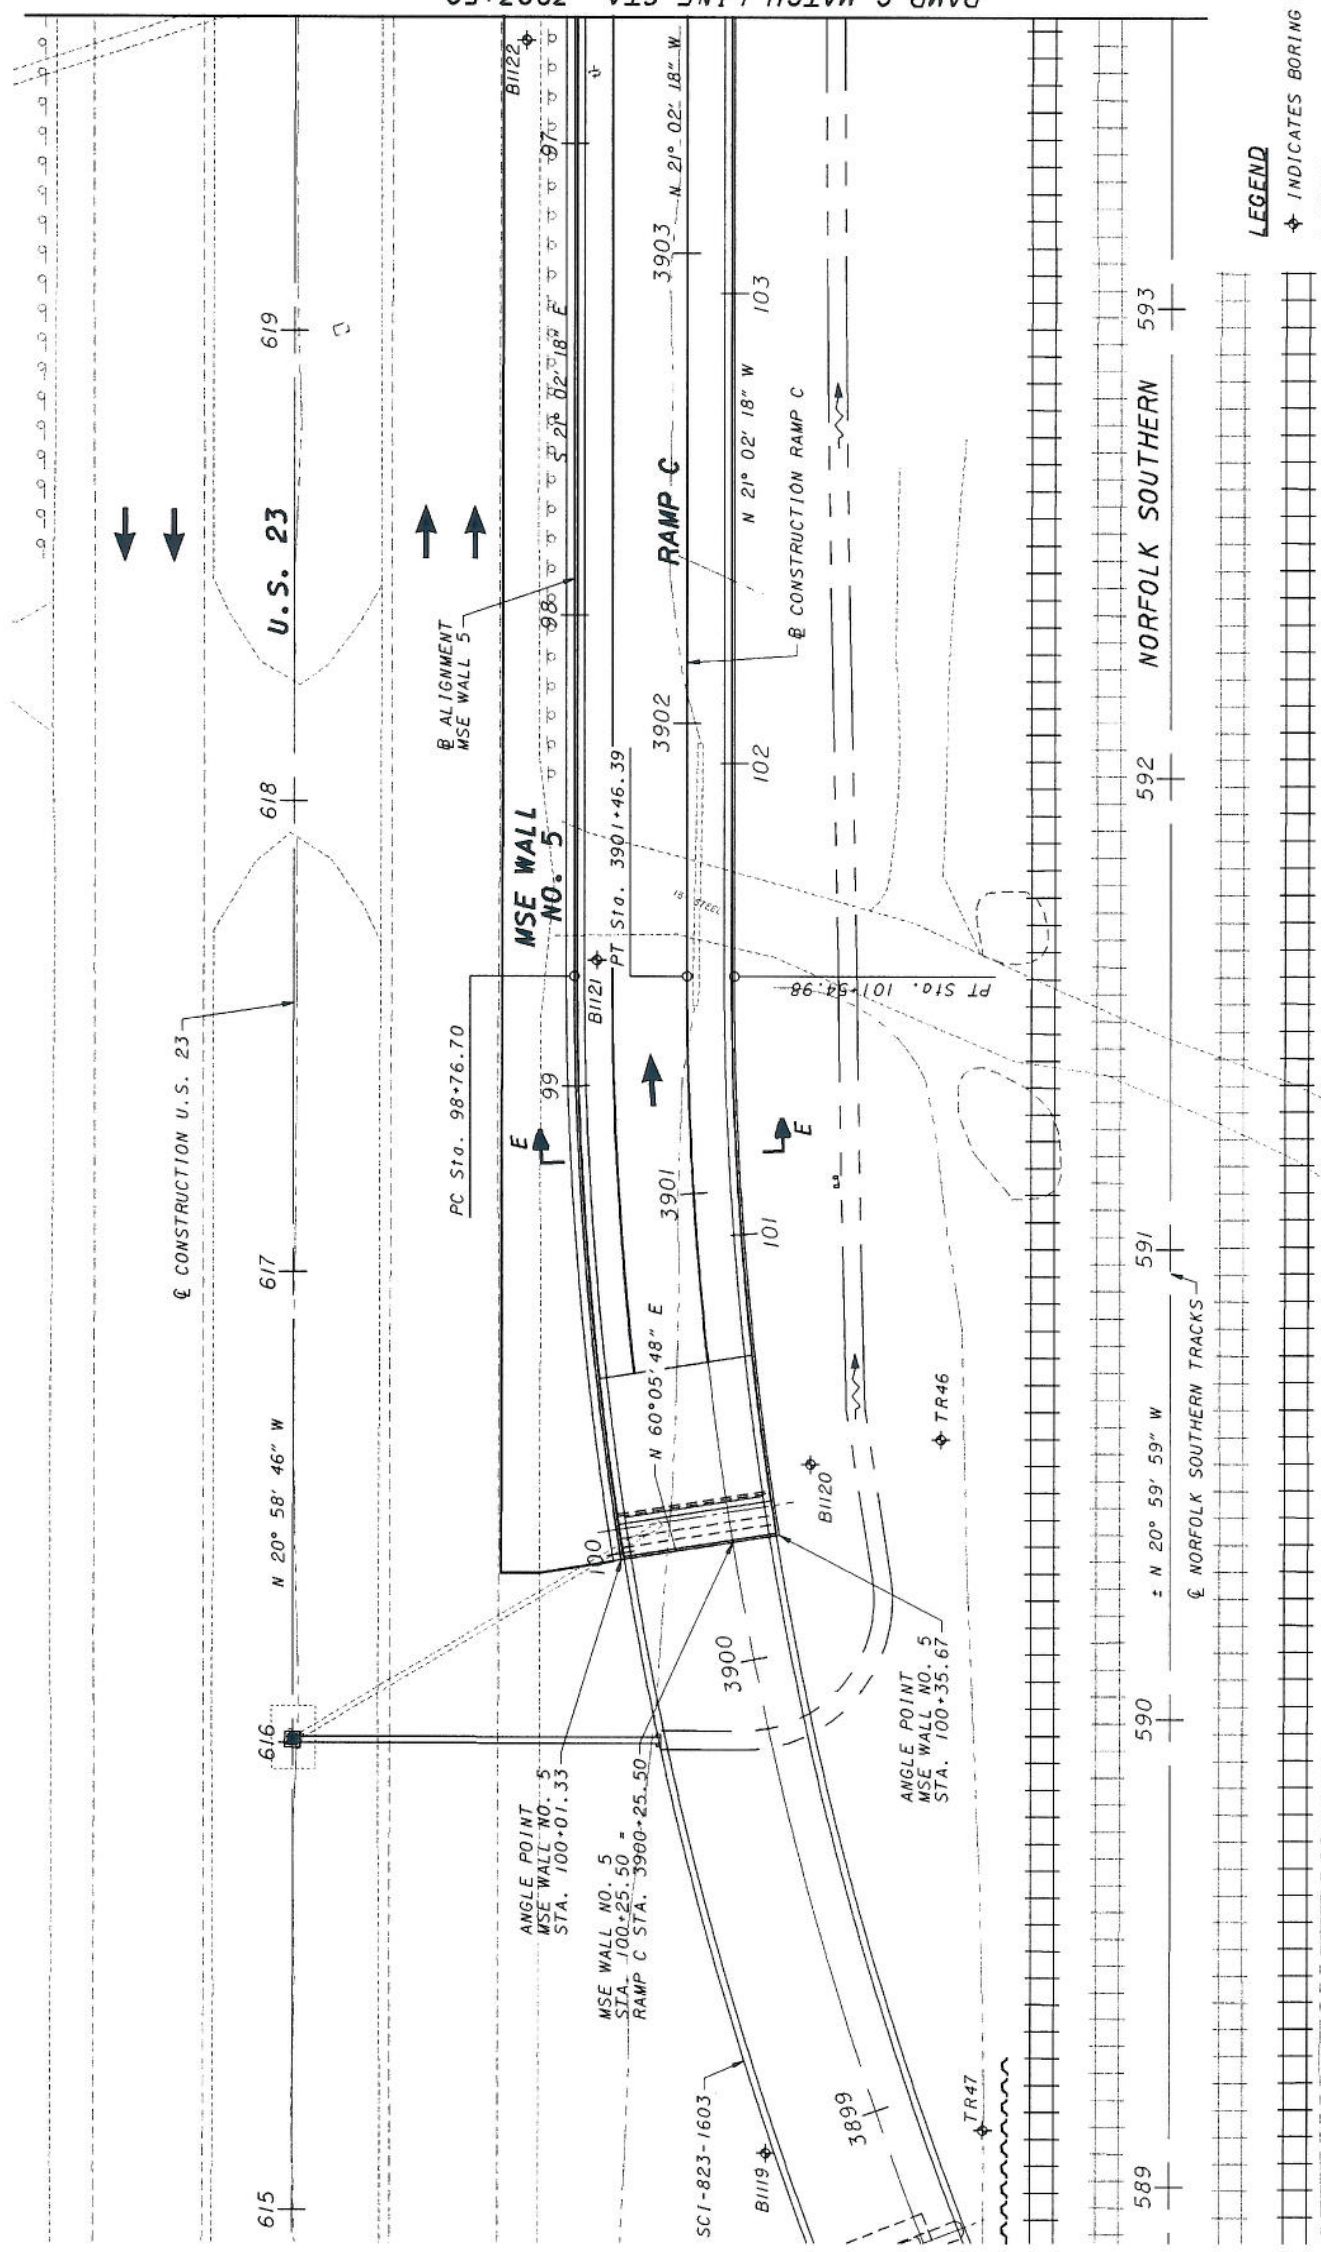 615
616
617
618
619
N 20° 58' 46" W
℄ CONSTRUCTION U.S. 23
U.S. 23
PC Sta. 98+76.70
℔ ALIGNMENT
MSE WALL 5
B1122
MSE WALL
NO. 5
E
100
99
98
97
S 21° 02' 18" E
B1121
PT Sta. 3901+46.39
ANGLE POINT
MSE WALL NO. 5
STA. 100+01.33
MSE WALL NO. 5
STA. 100+25.50 =
RAMP C STA. 3900+25.50
N 60°05'48" E
3899
3900
3901
3902
3903
RAMP C
N 21° 02' 18" W
SCI-823-1603
B1119
101
102
103
N 21° 02' 18" W
E
℔ CONSTRUCTION RAMP C
PT Sta. 101+54.98
B1120
ANGLE POINT
MSE WALL NO. 5
STA. 100+35.67
TR46
TR47
589
590
591
592
593
± N 20° 59' 59" W
NORFOLK SOUTHERN
℄ NORFOLK SOUTHERN TRACKS
LEGEND
INDICATES BORING